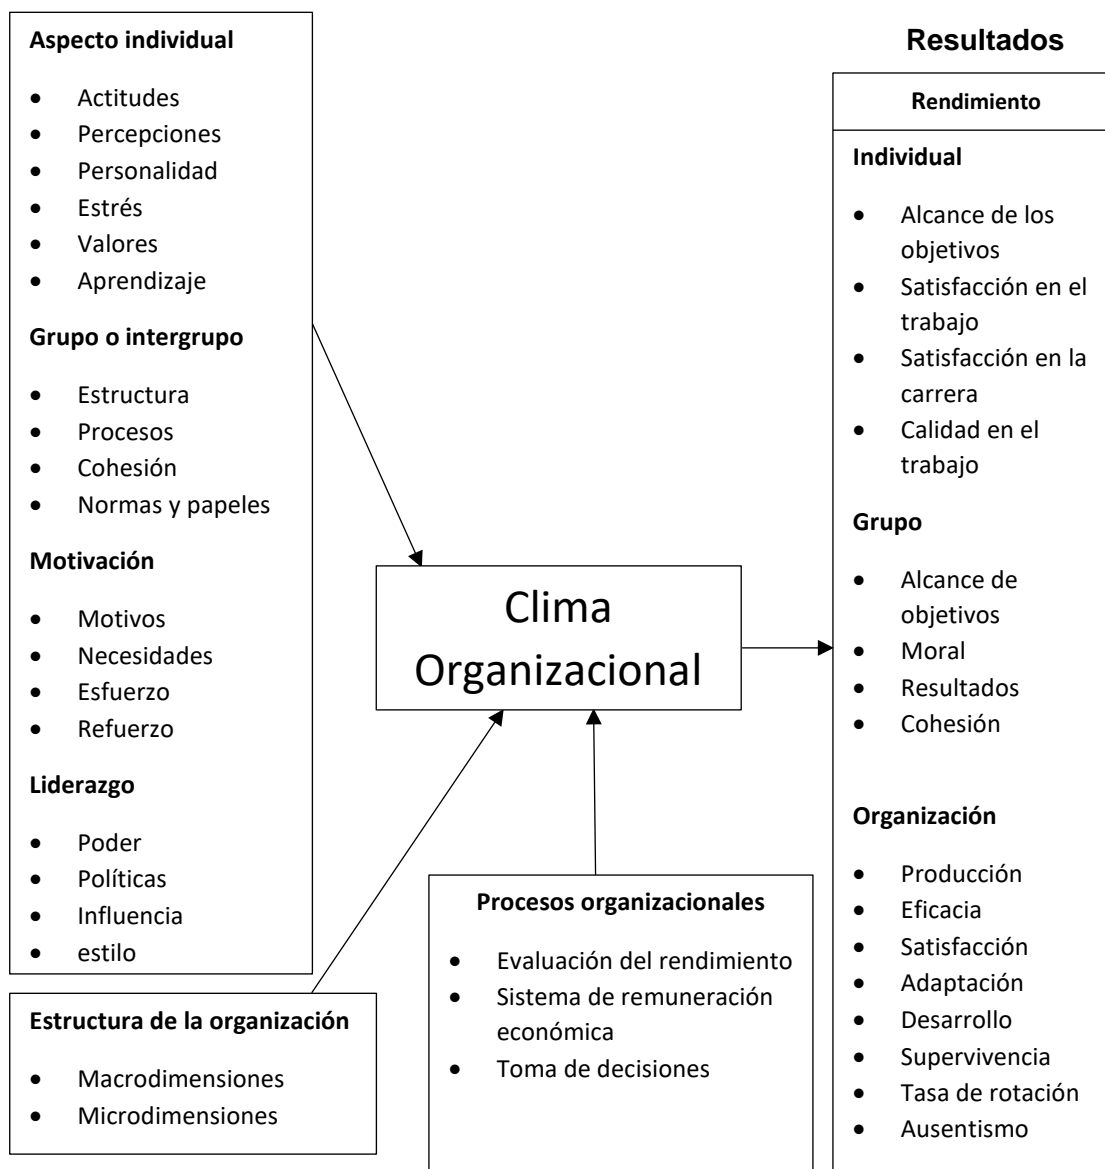 Aspecto individual
• Actitudes
• Percepciones
• Personalidad
• Estrés
• Valores
• Aprendizaje
Grupo o intergrupo
• Estructura
• Procesos
• Cohesión
• Normas y papeles
Motivación
• Motivos
• Necesidades
• Esfuerzo
• Refuerzo
Liderazgo
• Poder
• Políticas
• Influencia
• estilo
Estructura de la organización
• Macrodimensiones
• Microdimensiones
Clima
Organizacional
Procesos organizacionales
• Evaluación del rendimiento
• Sistema de remuneración
económica
• Toma de decisiones
Resultados
Rendimiento
Individual
• Alcance de los
objetivos
• Satisfacción en el
trabajo
• Satisfacción en la
carrera
• Calidad en el
trabajo
Grupo
• Alcance de
objetivos
• Moral
• Resultados
• Cohesión
Organización
• Producción
• Eficacia
• Satisfacción
• Adaptación
• Desarrollo
• Supervivencia
• Tasa de rotación
• Ausentismo